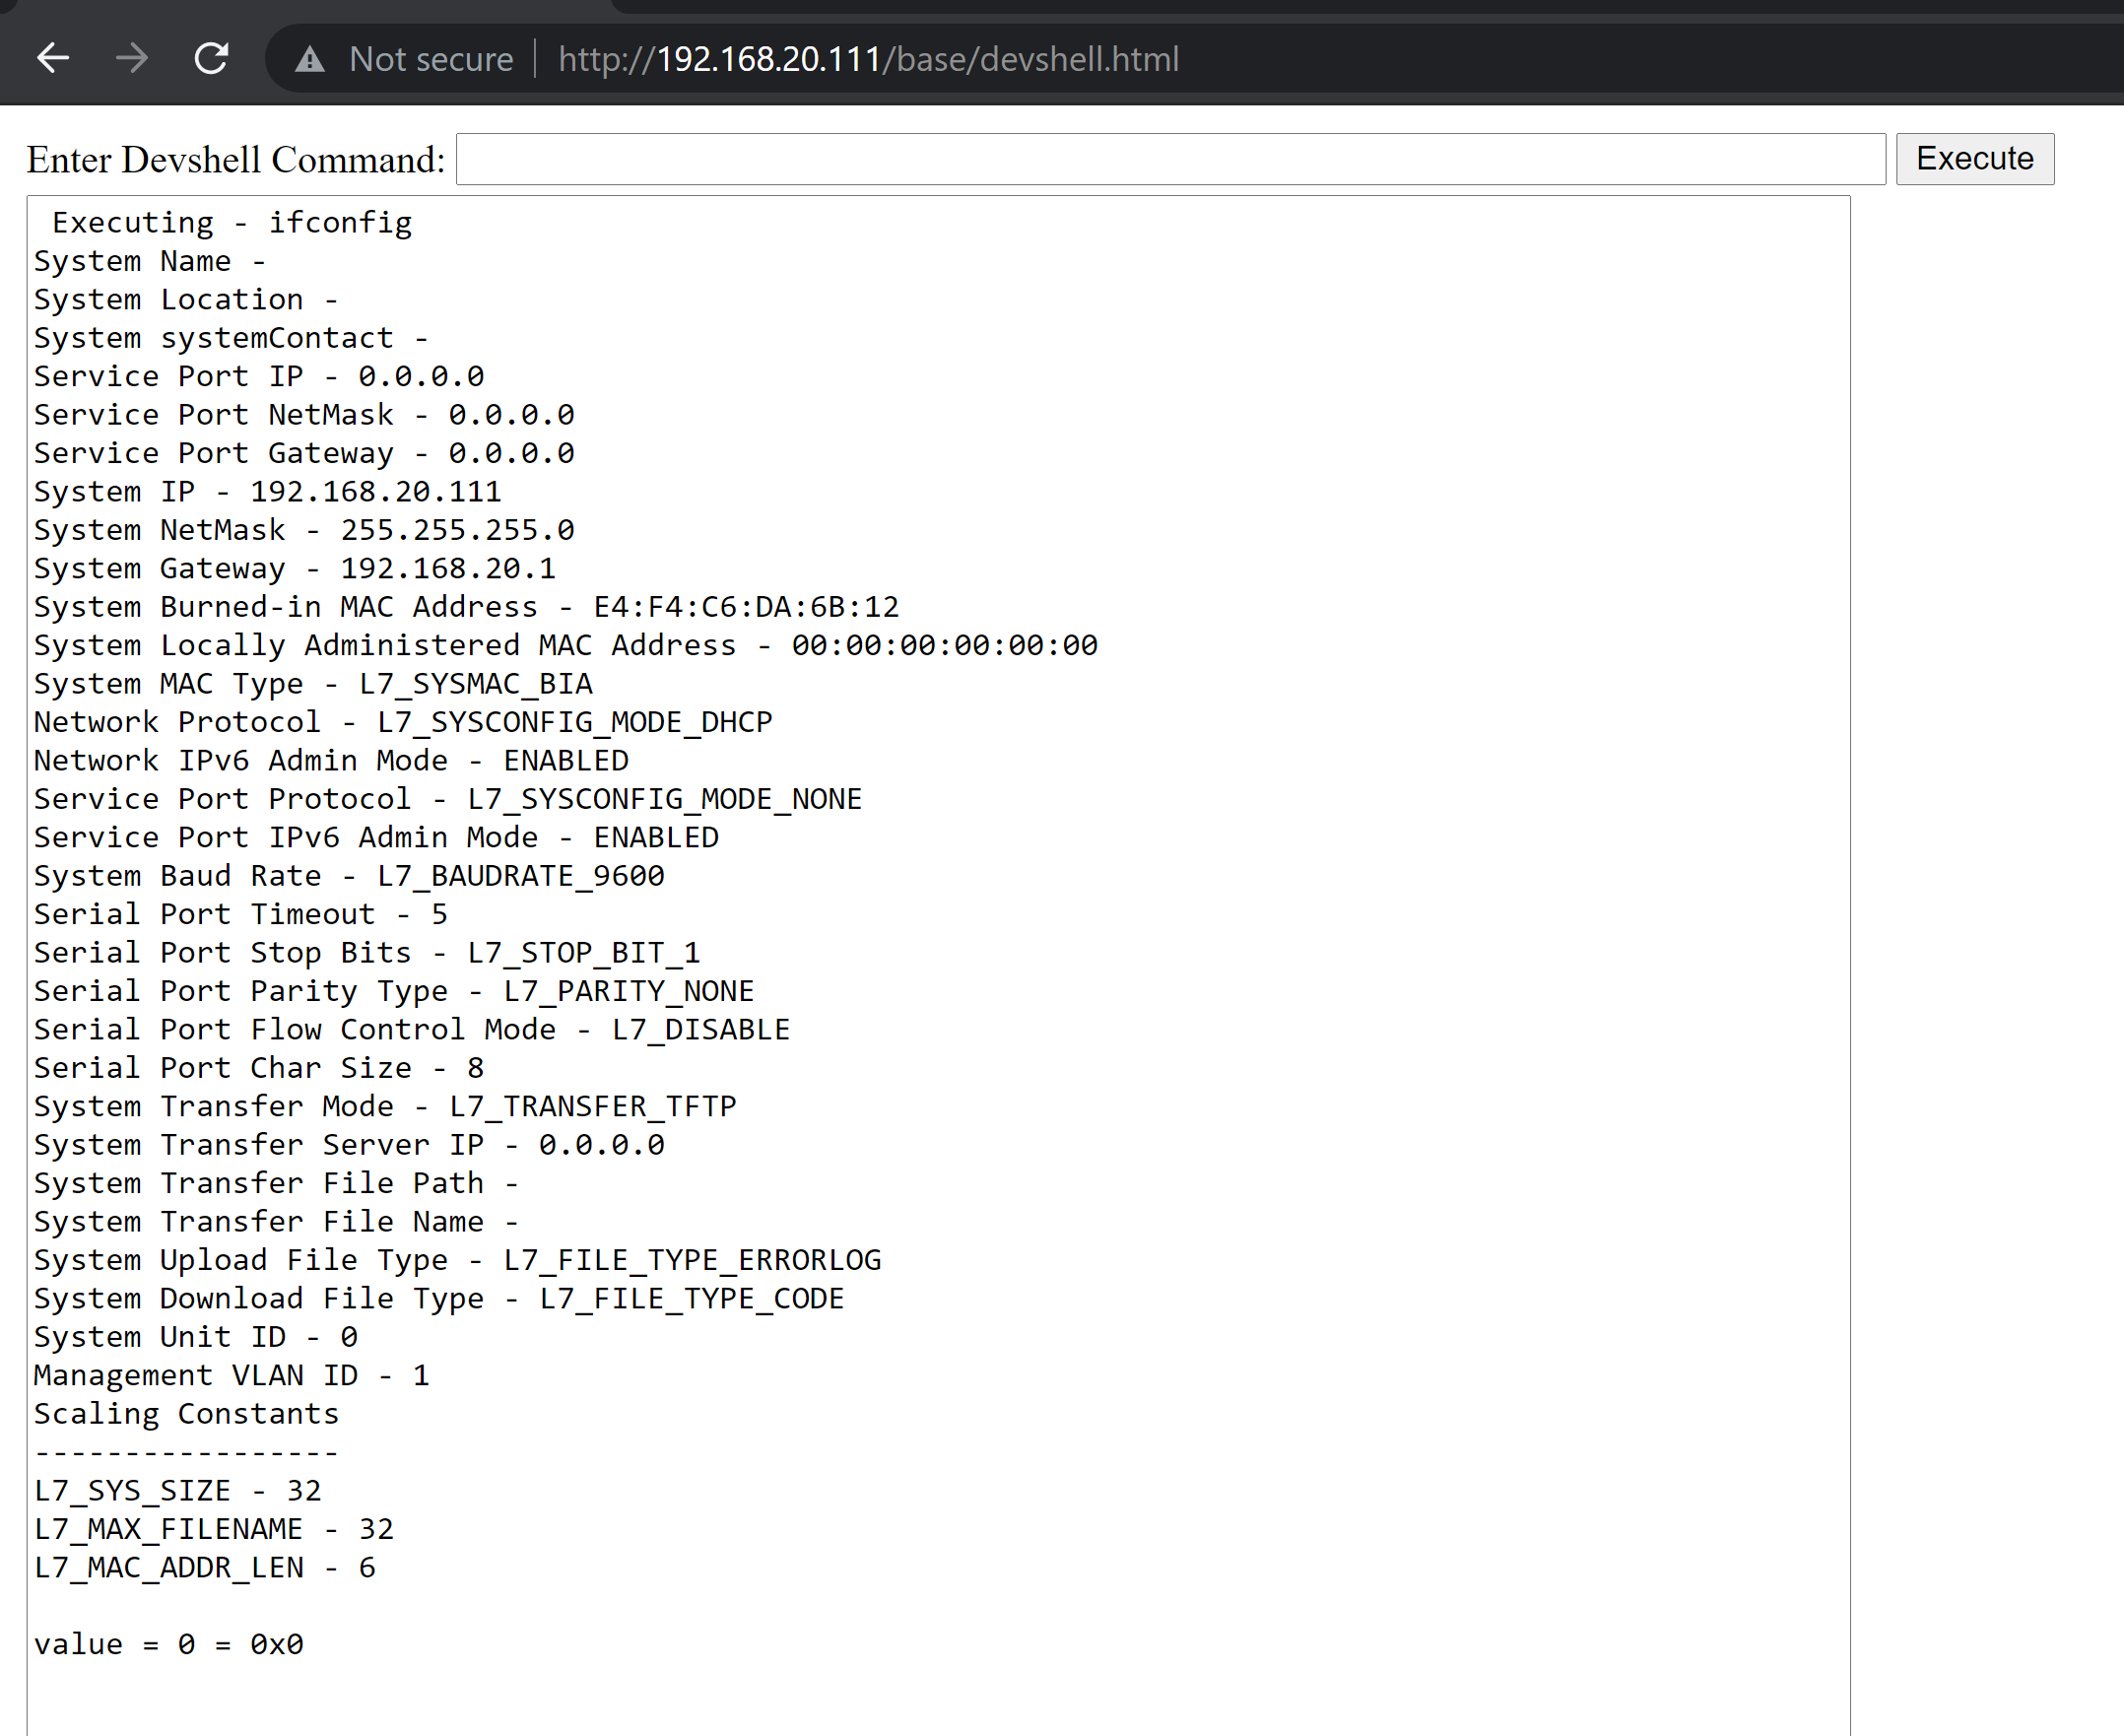 Not secure http://192.168.20.111/base/devshell.html
Enter Devshell Command: Execute
Executing - ifconfig
System Name -
System Location -
System systemContact -
Service Port IP - 0.0.0.0
Service Port NetMask - 0.0.0.0
Service Port Gateway - 0.0.0.0
System IP - 192.168.20.111
System NetMask - 255.255.255.0
System Gateway - 192.168.20.1
System Burned-in MAC Address - E4:F4:C6:DA:6B:12
System Locally Administered MAC Address - 00:00:00:00:00:00
System MAC Type - L7_SYSMAC_BIA
Network Protocol - L7_SYSCONFIG_MODE_DHCP
Network IPv6 Admin Mode - ENABLED
Service Port Protocol - L7_SYSCONFIG_MODE_NONE
Service Port IPv6 Admin Mode - ENABLED
System Baud Rate - L7_BAUDRATE_9600
Serial Port Timeout - 5
Serial Port Stop Bits - L7_STOP_BIT_1
Serial Port Parity Type - L7_PARITY_NONE
Serial Port Flow Control Mode - L7_DISABLE
Serial Port Char Size - 8
System Transfer Mode - L7_TRANSFER_TFTP
System Transfer Server IP - 0.0.0.0
System Transfer File Path -
System Transfer File Name -
System Upload File Type - L7_FILE_TYPE_ERRORLOG
System Download File Type - L7_FILE_TYPE_CODE
System Unit ID - 0
Management VLAN ID - 1
Scaling Constants
-----------------
L7_SYS_SIZE - 32
L7_MAX_FILENAME - 32
L7_MAC_ADDR_LEN - 6
value = 0 = 0x0